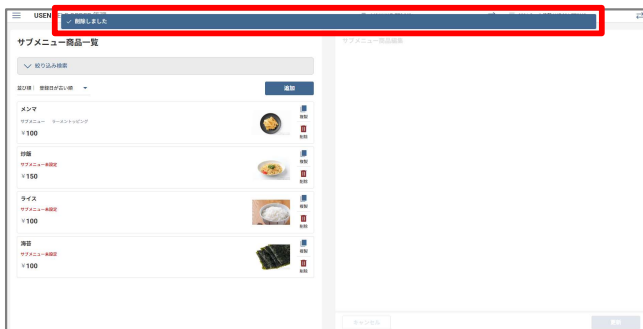 USEN
削除しました
サブメニュー商品一覧
サブメニュー商品編集
絞り込み検索
並び順： 登録日が古い順
追加
メンマ
サブメニュー ラーメントッピング
¥100
複製
削除
炒飯
サブメニュー未設定
¥150
複製
削除
ライス
サブメニュー未設定
¥100
複製
削除
海苔
サブメニュー未設定
¥100
複製
削除
キャンセル